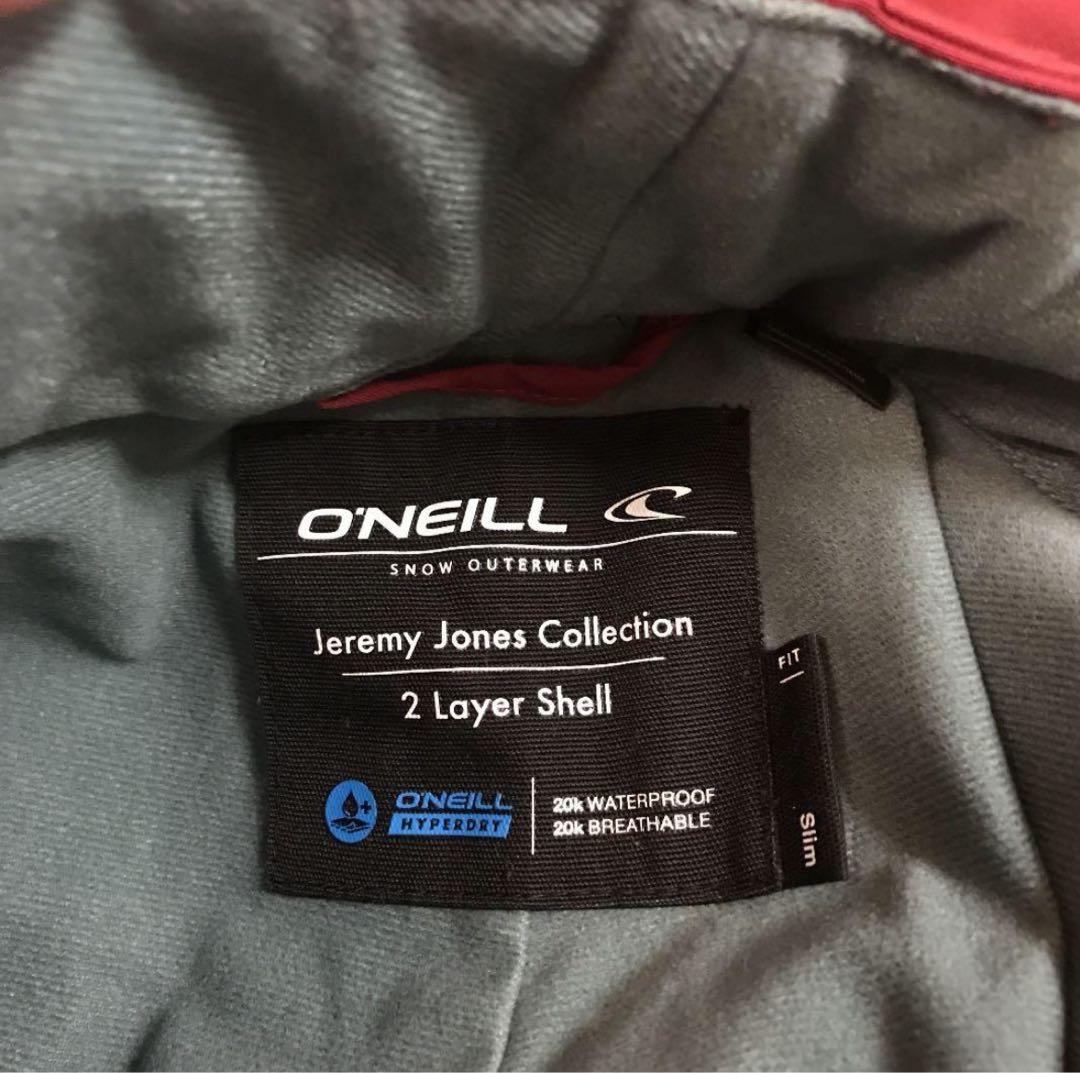 O'NEILL
SNOW OUTERWEAR
Jeremy Jones Collection
2 Layer Shell
O'NEILL
HYPERDRY
20k WATERPROOF
20k BREATHABLE
FIT
Slim